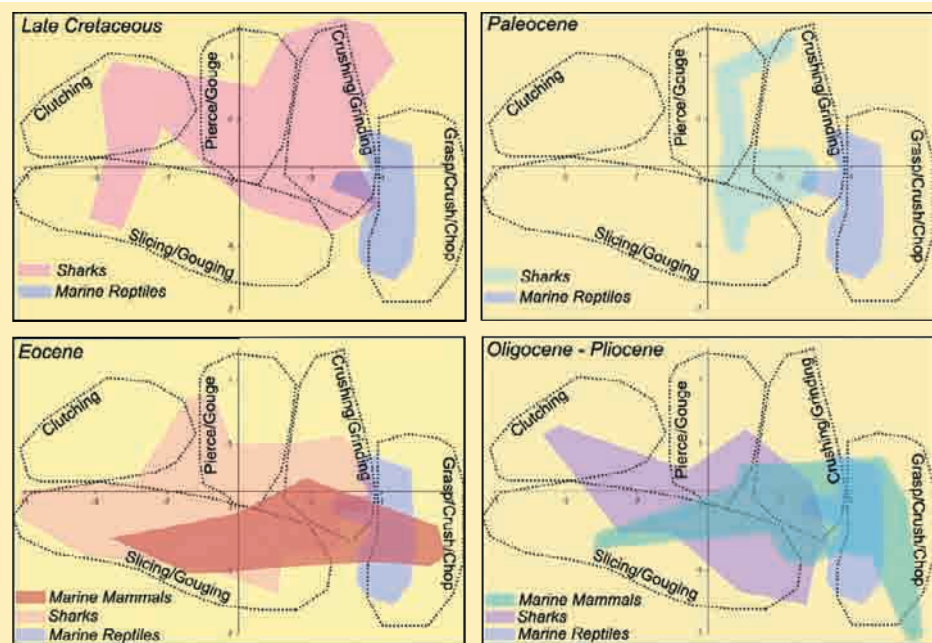 Late Cretaceous
Clutching
Pierce/Gouge
Crushing/Grinding
Grasp/Crush/Chop
Slicing/Gouging
Sharks
Marine Reptiles
Paleocene
Clutching
Pierce/Gouge
Crushing/Grinding
Grasp/Crush/Chop
Slicing/Gouging
Sharks
Marine Reptiles
Eocene
Clutching
Pierce/Gouge
Crushing/Grinding
Grasp/Crush/Chop
Slicing/Gouging
Marine Mammals
Sharks
Marine Reptiles
Oligocene - Pliocene
Clutching
Pierce/Gouge
Crushing/Grinding
Grasp/Crush/Chop
Slicing/Gouging
Marine Mammals
Sharks
Marine Reptiles